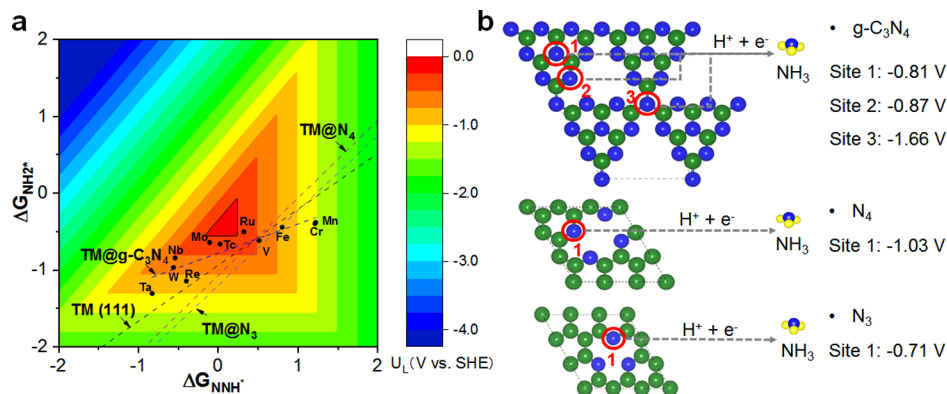 a
2
1
0
-1
-2
ΔG_NH2*
-2
-1
0
1
2
ΔG_NNH*
TM@N4
TM@g-C3N4
TM (111)
TM@N3
Mo
Tc
Ru
V
Fe
Mn
Cr
Nb
W
Re
Ta
0.0
-1.0
-2.0
-3.0
-4.0
U_L(V vs. SHE)
b
1
2
3
H⁺ + e⁻
NH3
• g-C3N4
Site 1: -0.81 V
Site 2: -0.87 V
Site 3: -1.66 V
1
H⁺ + e⁻
NH3
• N4
Site 1: -1.03 V
1
H⁺ + e⁻
NH3
• N3
Site 1: -0.71 V